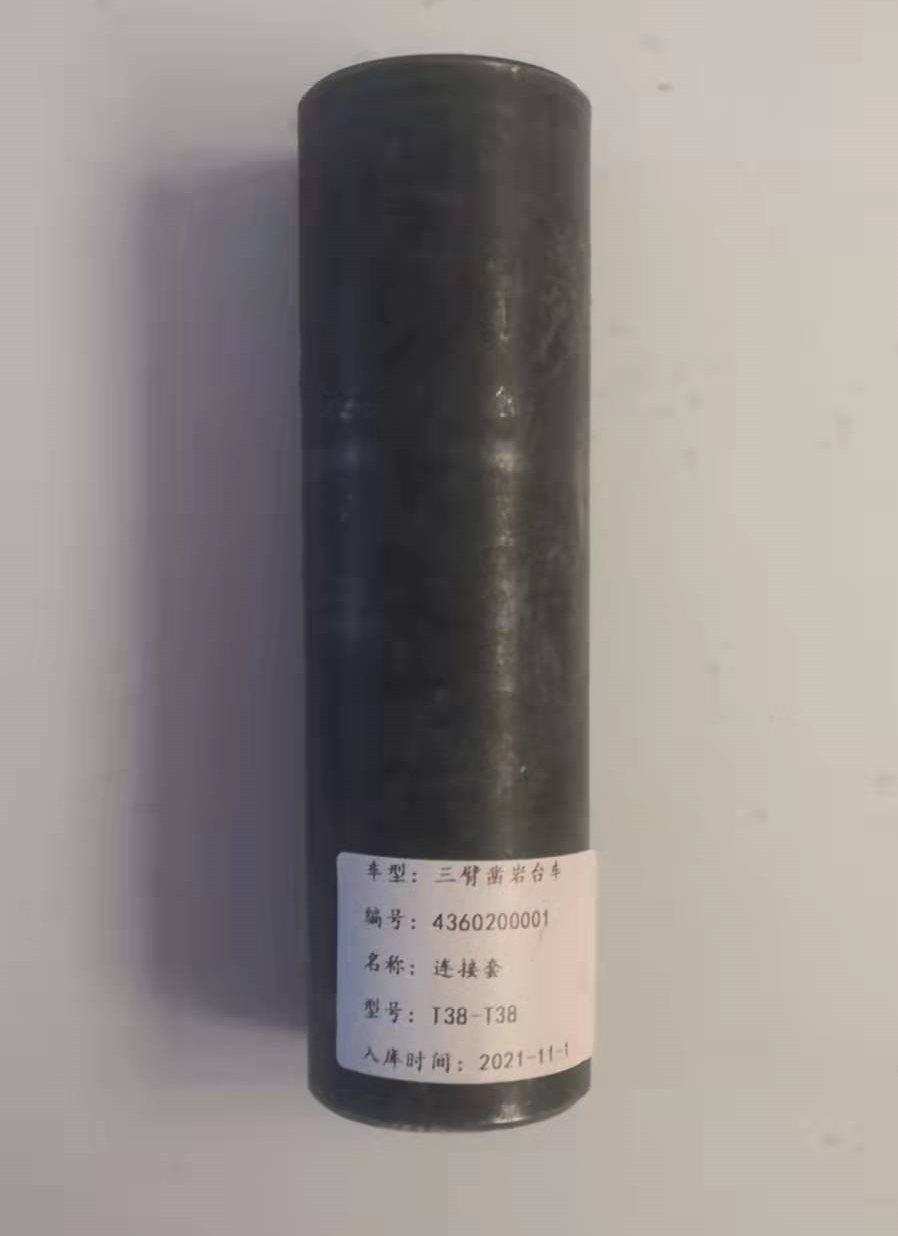 车型：三臂凿岩台车
编号：4360200001
名称：连接套
型号：T38-T38
入库时间：2021-11-1